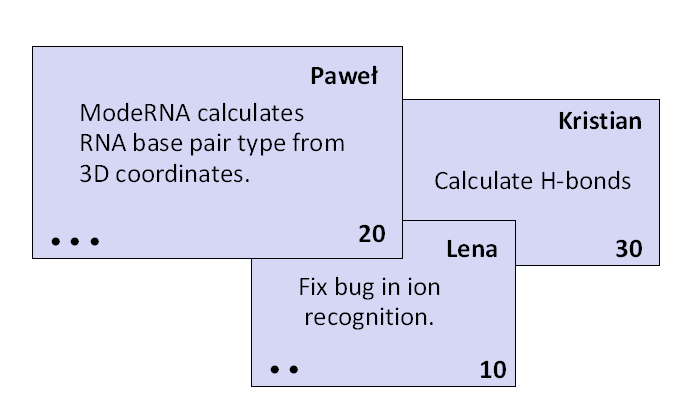 Paweł
ModeRNA calculates
RNA base pair type from
3D coordinates.
• • •
20
Kristian
Calculate H-bonds
30
Lena
Fix bug in ion
recognition.
• •
10